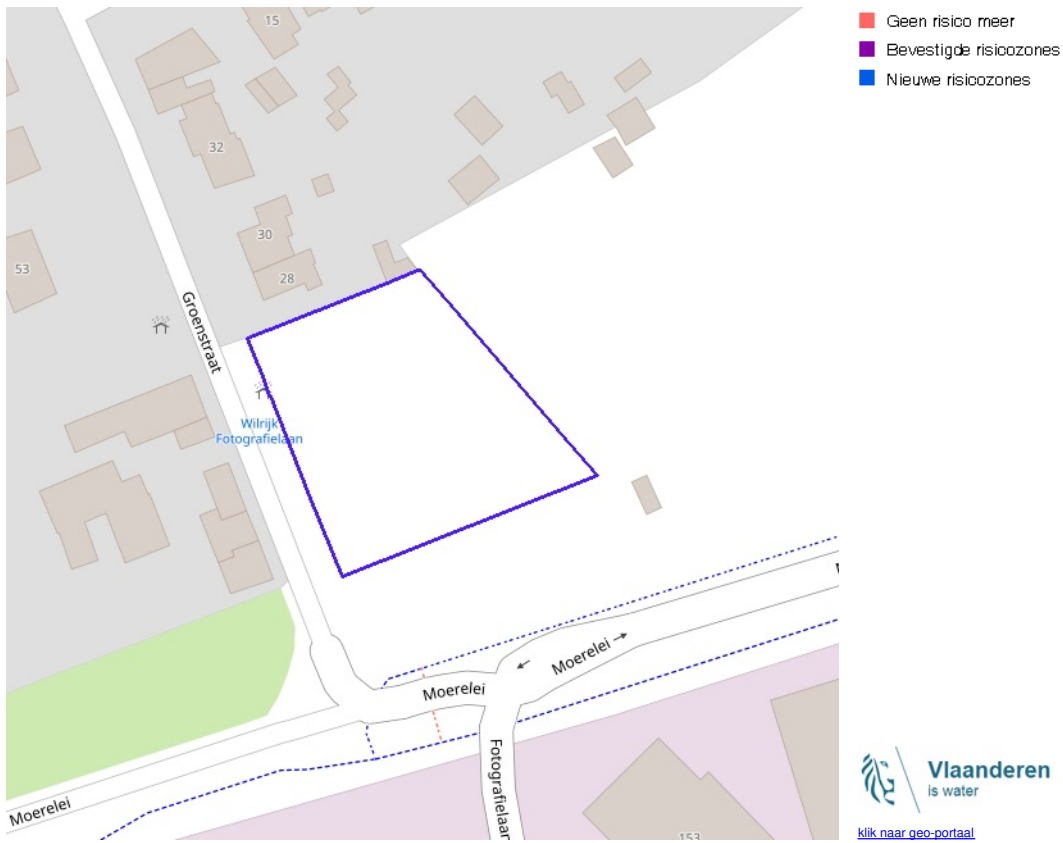 Geen risico meer
Bevestigde risicozones
Nieuwe risicozones
15
32
30
28
53
Groenstraat
Wilrijk
Fotografielaan
Moerelei
Moerelei
Moerelei
Fotografielaan
153
Vlaanderen
is water
klik naar geo-portaal